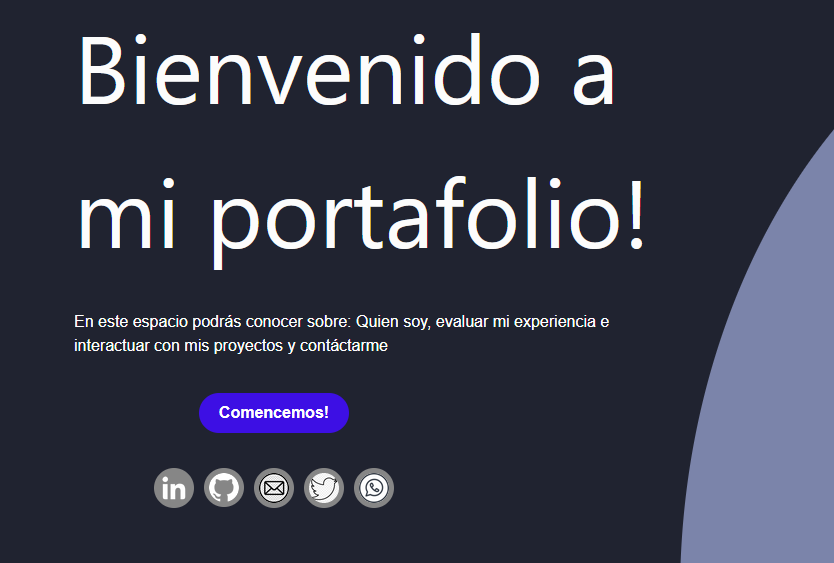 Bienvenido a
mi portafolio!
En este espacio podrás conocer sobre: Quien soy, evaluar mi experiencia e
interactuar con mis proyectos y contáctarme
Comencemos!
in